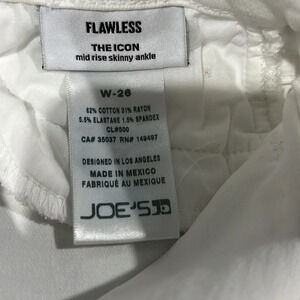 FLAWLESS
THE ICON
mid rise skinny ankle
W-26
62% COTTON 31% RAYON
5.5% ELASTANE 1.5% SPANDEX
CL#500
CA# 35037 RN# 149497
DESIGNED IN LOS ANGELES
MADE IN MEXICO
FABRIQUÉ AU MEXIQUE
JOE'S